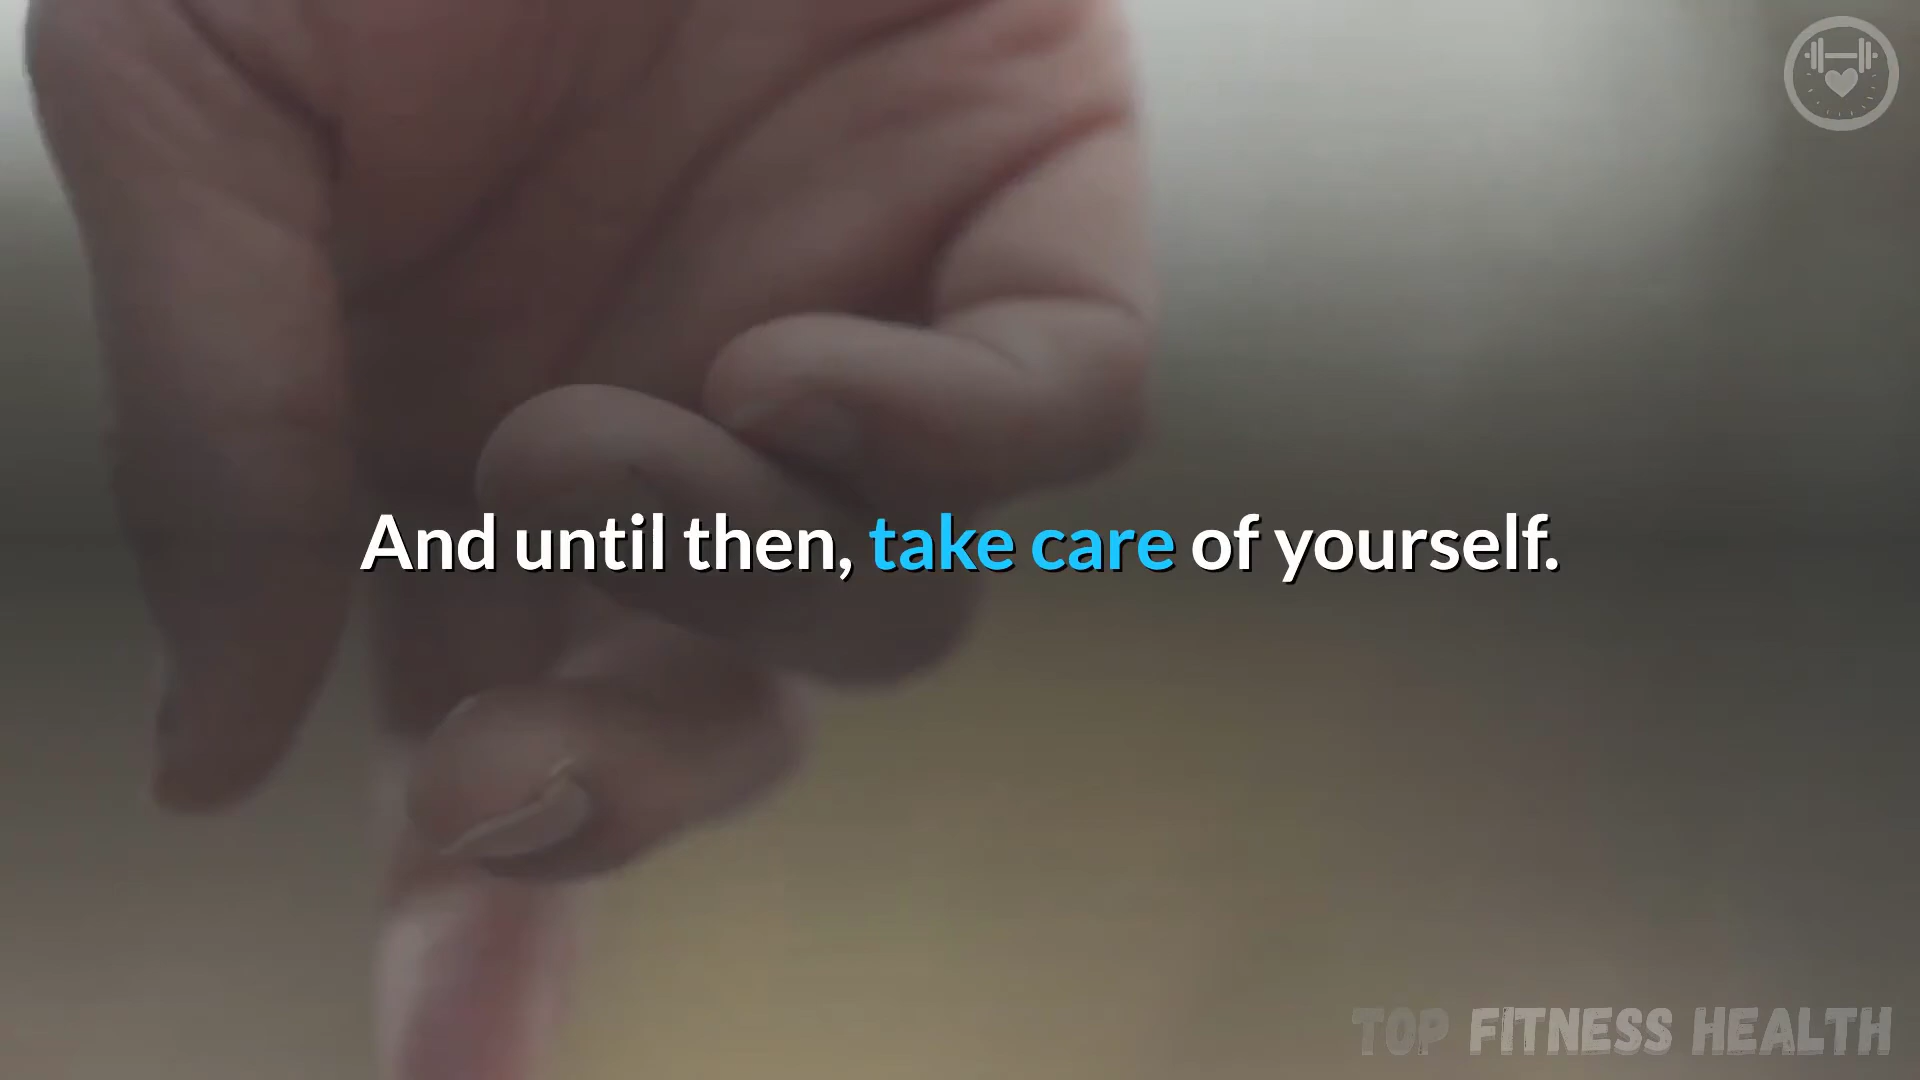 And until then, take care of yourself.
TOP FITNESS HEALTH